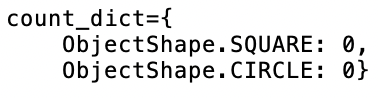 count_dict={
    ObjectShape.SQUARE: 0,
    ObjectShape.CIRCLE: 0}